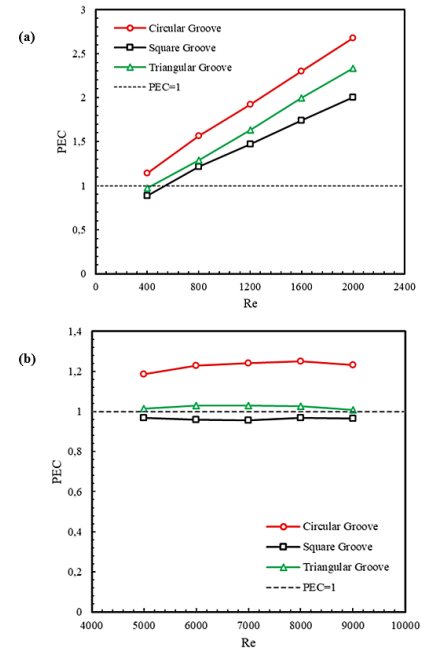 (a)
3
2,5
2
1,5
1
0,5
0
PEC
Circular Groove
Square Groove
Triangular Groove
PEC=1
0 400 800 1200 1600 2000 2400
Re
(b)
1,4
1,2
1
0,8
0,6
0,4
0,2
0
PEC
Circular Groove
Square Groove
Triangular Groove
PEC=1
4000 5000 6000 7000 8000 9000 10000
Re